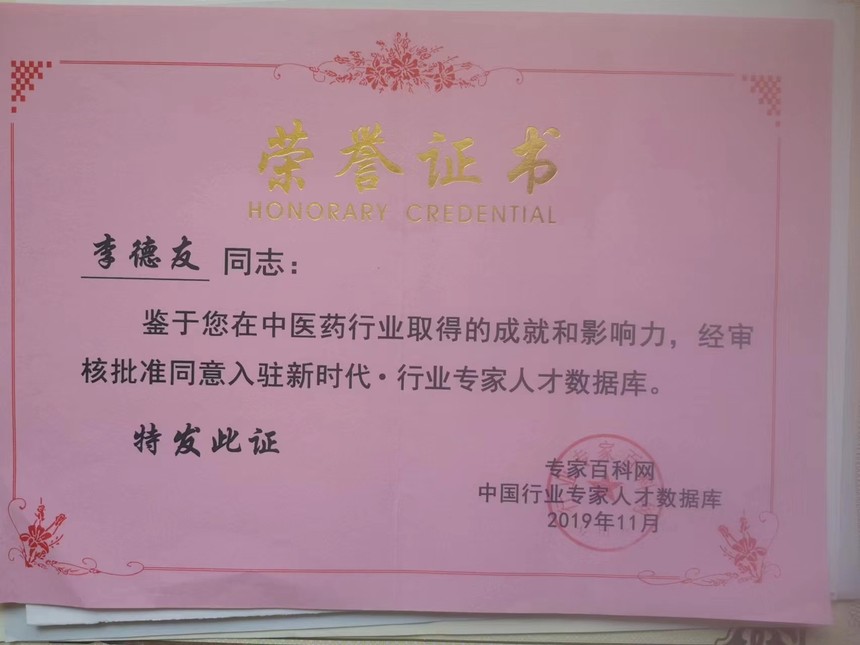 荣誉证书
HONORARY CREDENTIAL
李德友 同志：
鉴于您在中医药行业取得的成就和影响力，经审
核批准同意入驻新时代·行业专家人才数据库。
特发此证
专家百科网
中国行业专家人才数据库
2019年11月